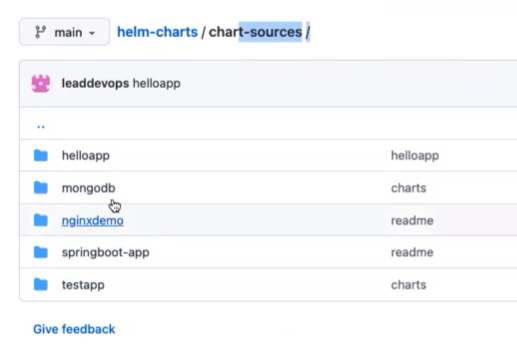 main helm-charts / chart-sources /
leaddevops helloapp
..
helloapp helloapp
mongodb charts
nginxdemo readme
springboot-app readme
testapp charts
Give feedback